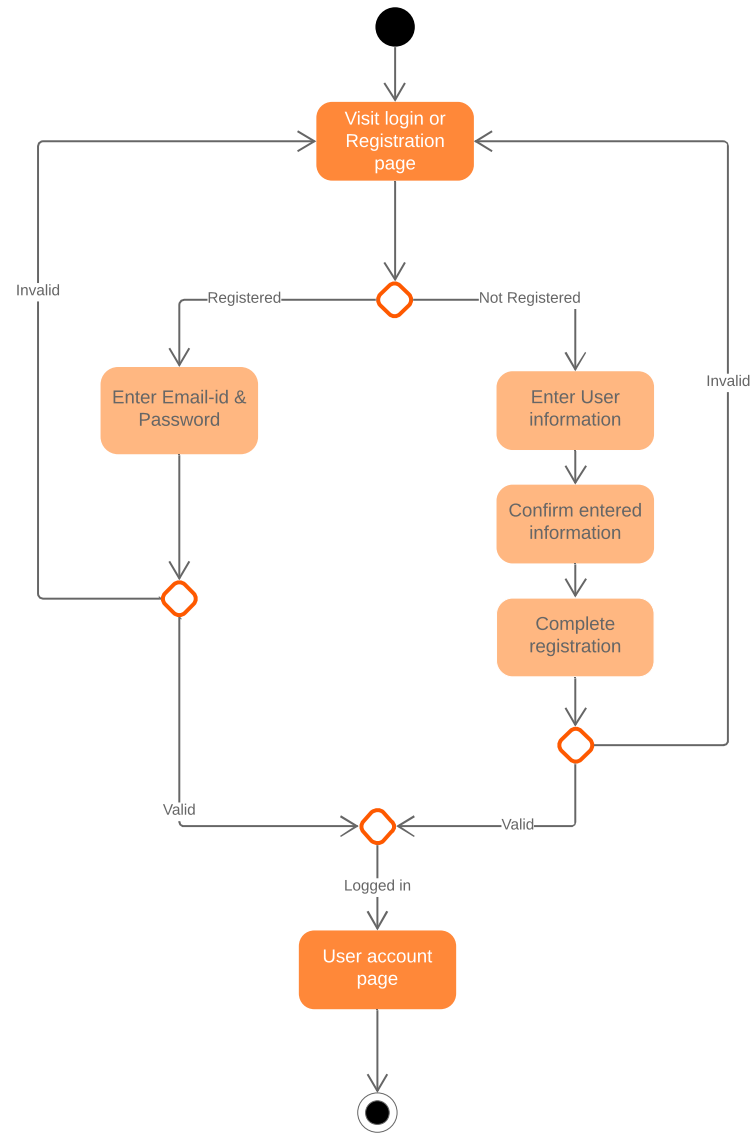 Visit login or
Registration
page
Invalid
Registered
Not Registered
Invalid
Enter Email-id &
Password
Enter User
information
Confirm entered
information
Complete
registration
Valid
Valid
Logged in
User account
page